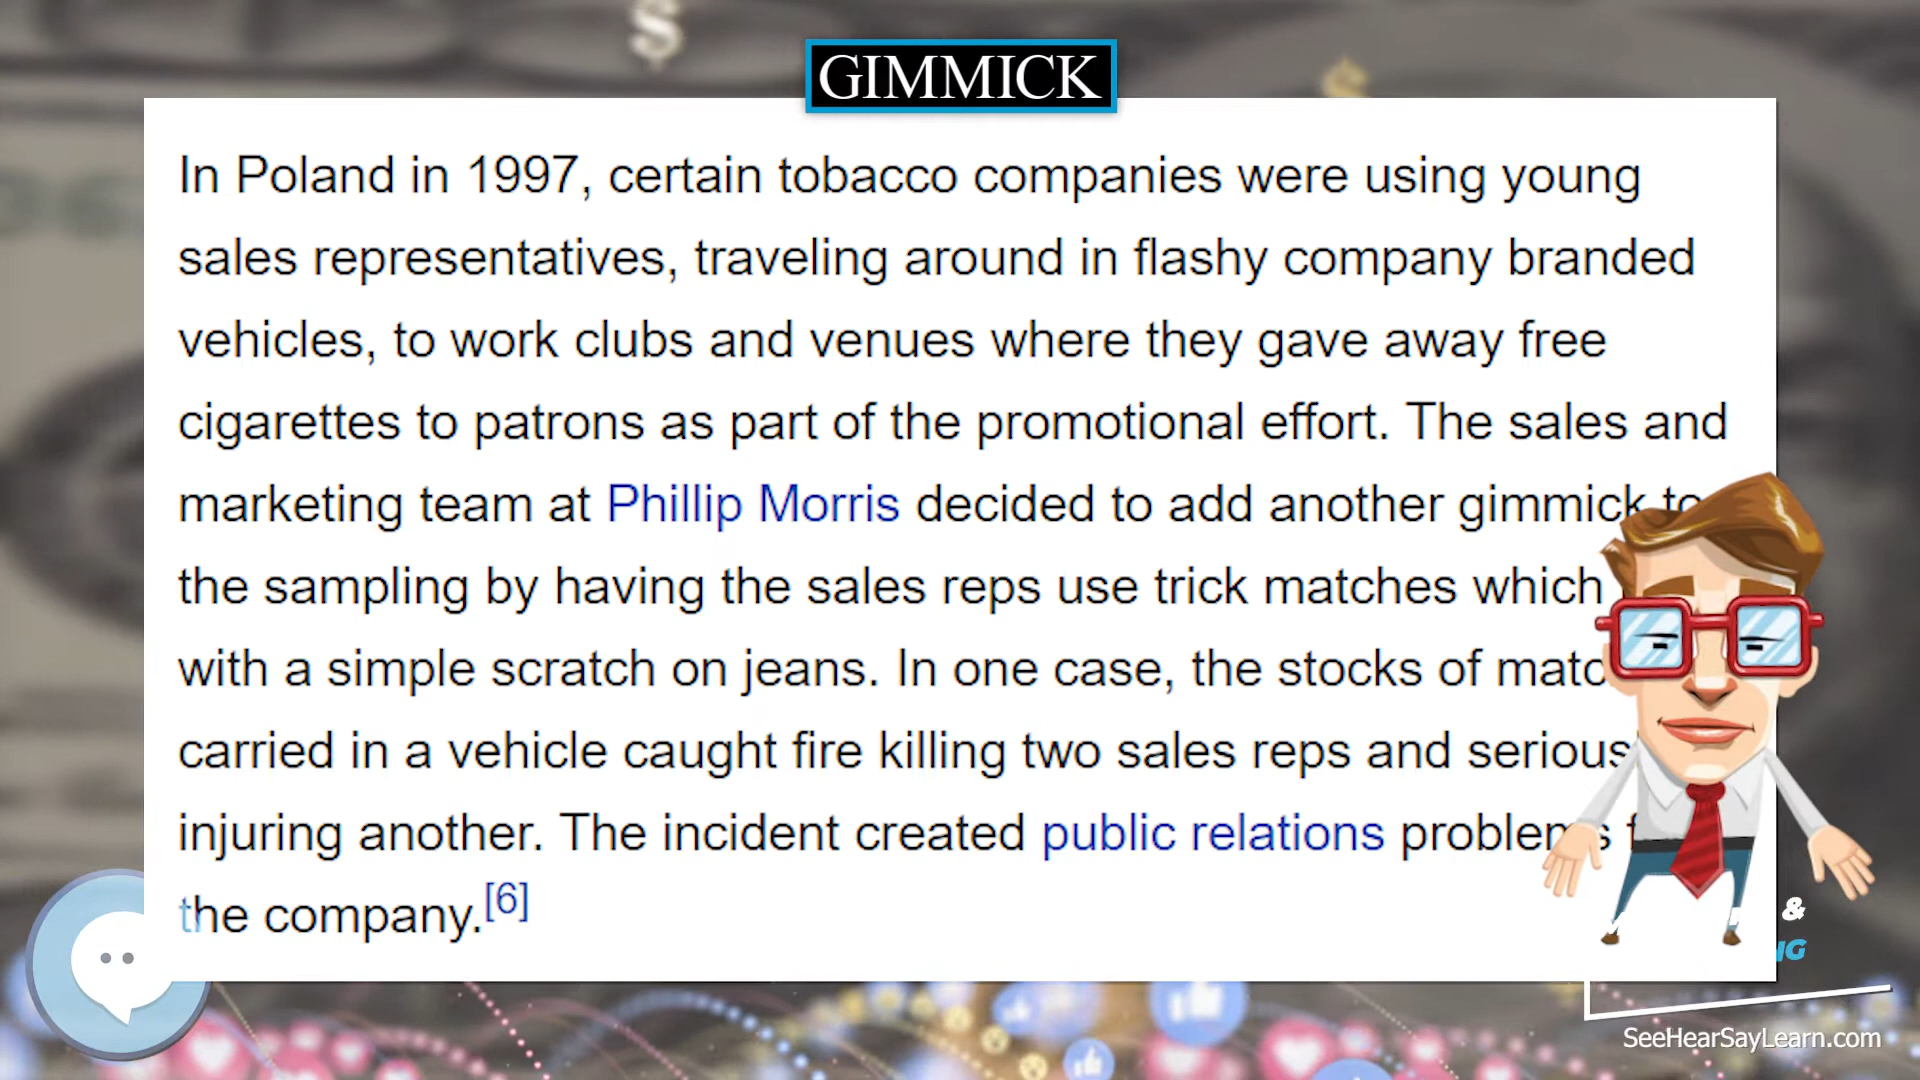 GIMMICK
In Poland in 1997, certain tobacco companies were using young
sales representatives, traveling around in flashy company branded
vehicles, to work clubs and venues where they gave away free
cigarettes to patrons as part of the promotional effort. The sales and
marketing team at Phillip Morris decided to add another gimmick to
the sampling by having the sales reps use trick matches which
with a simple scratch on jeans. In one case, the stocks of
carried in a vehicle caught fire killing two sales reps and
injuring another. The incident created public relations problems
the company.[6]
&
SeeHearSayLearn.com